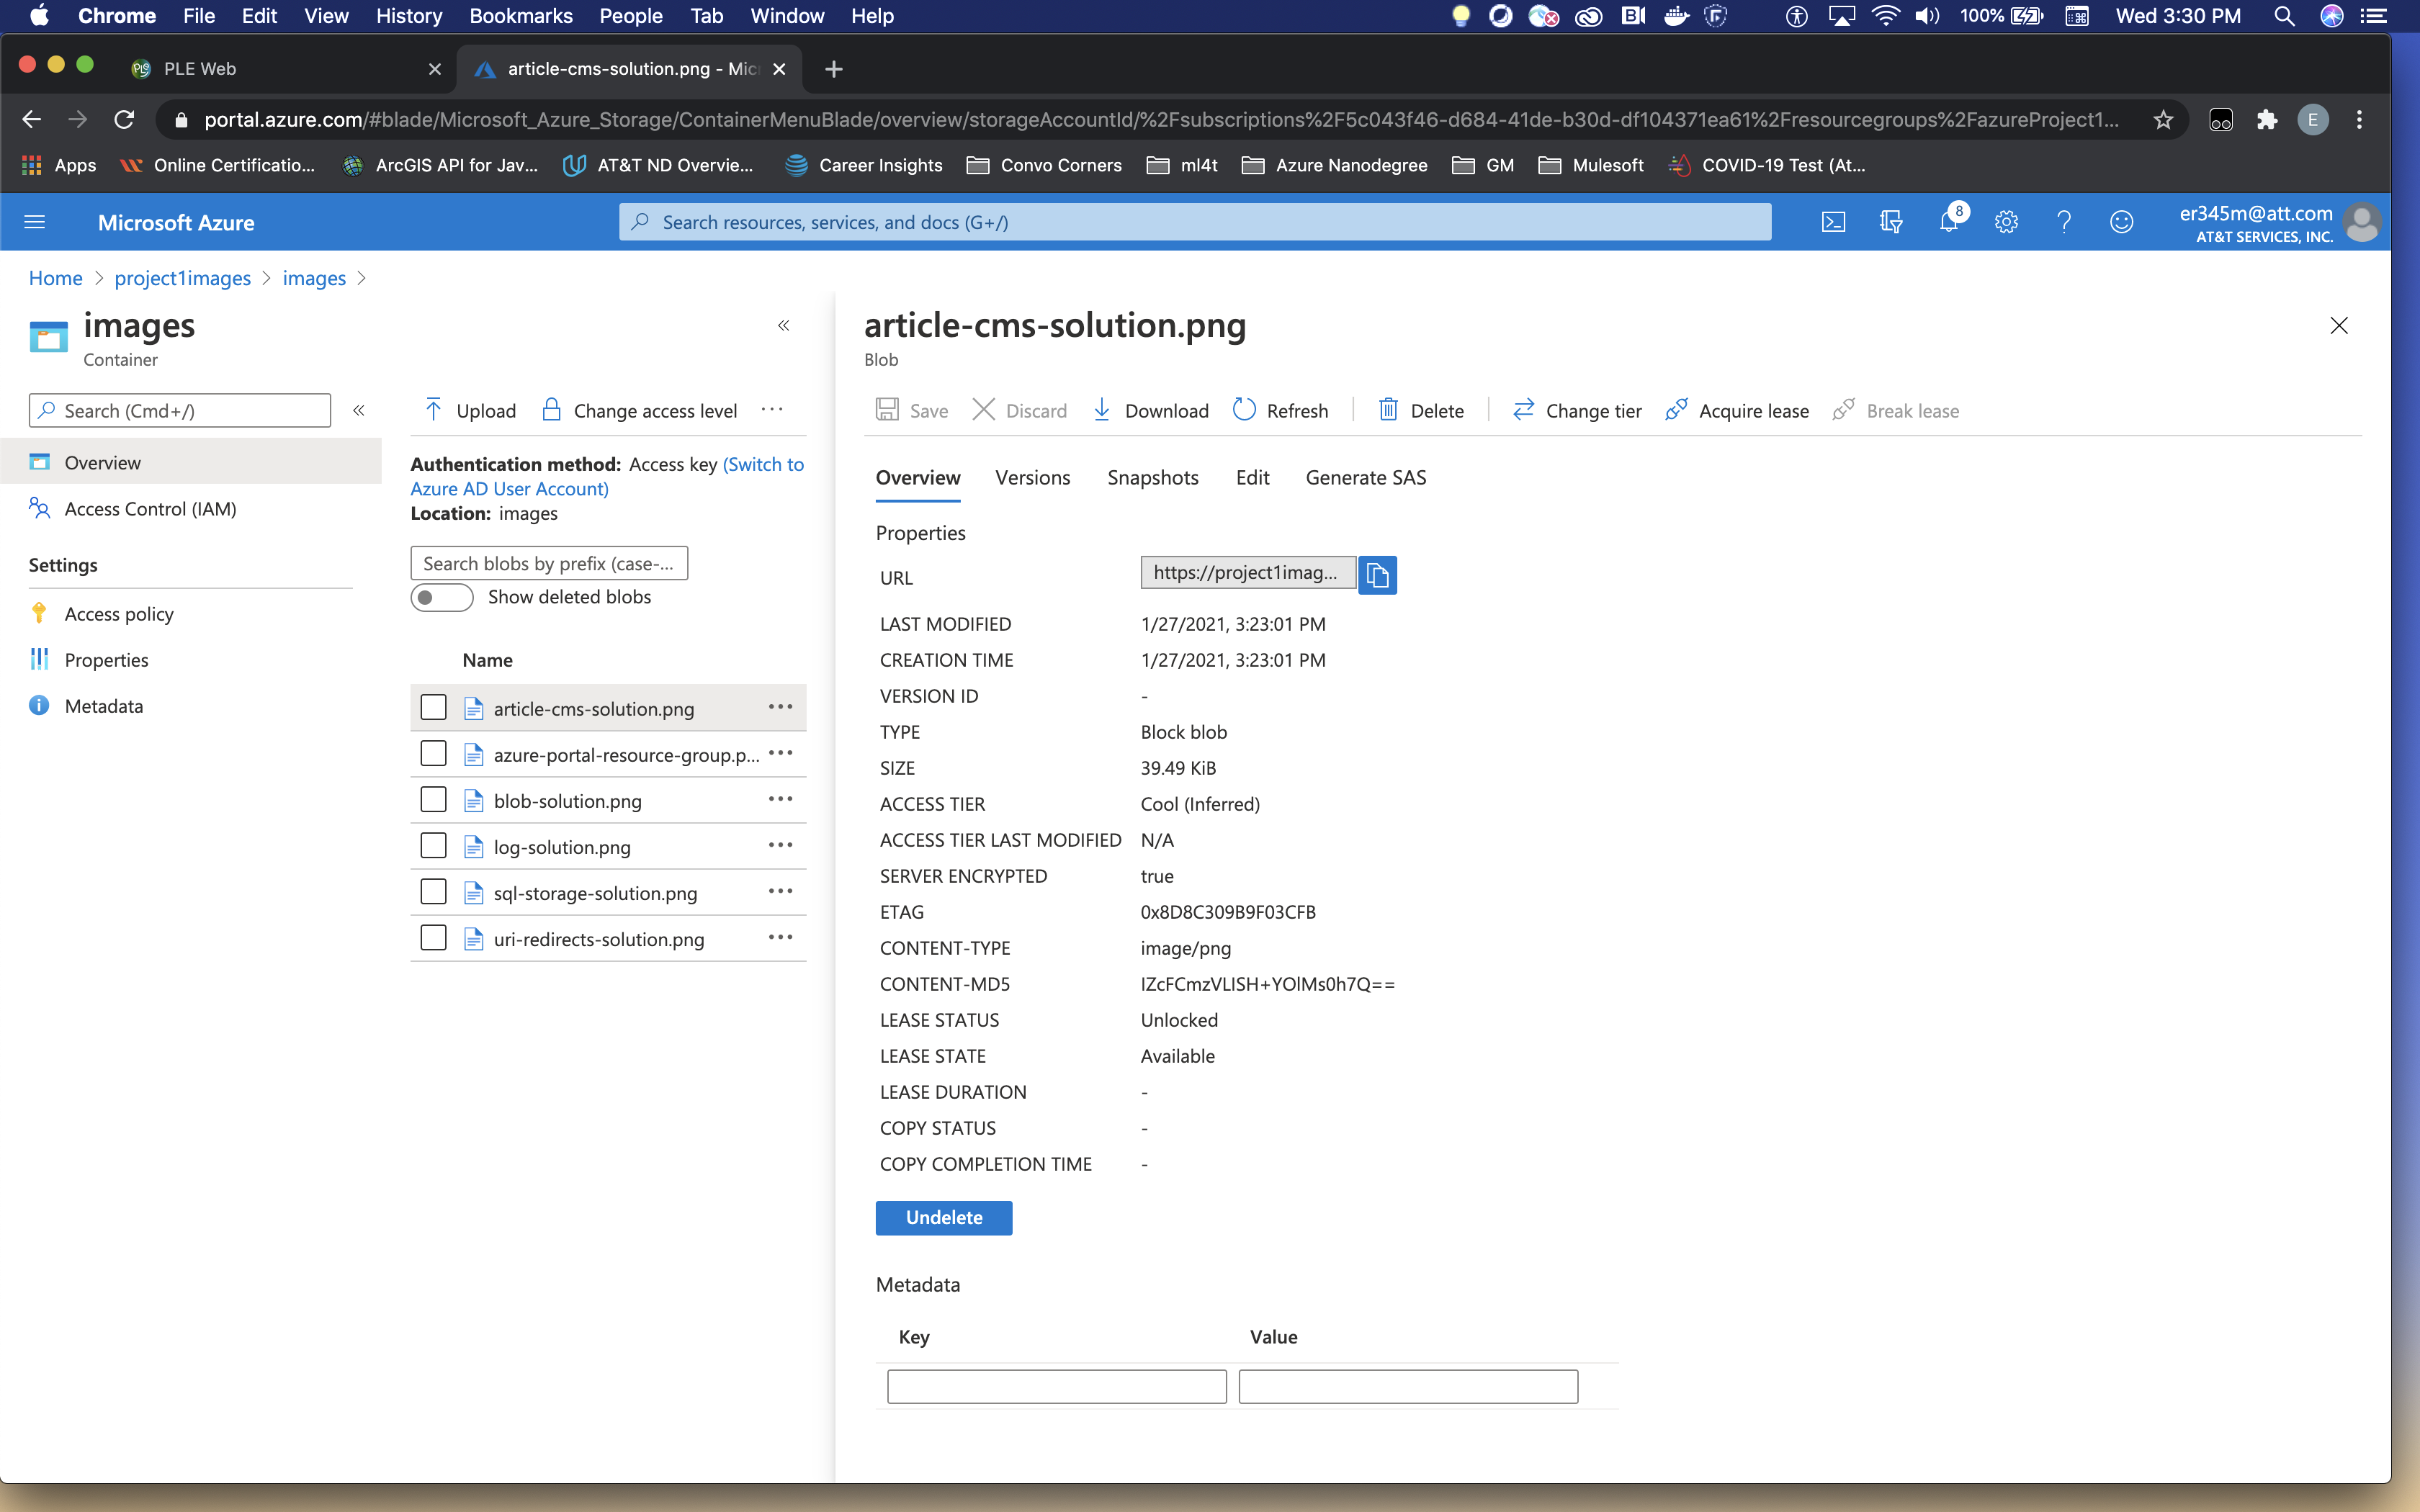 Chrome File Edit View History Bookmarks People Tab Window Help 100% Wed 3:30 PM
PLE Web article-cms-solution.png - Mic
portal.azure.com/#blade/Microsoft_Azure_Storage/ContainerMenuBlade/overview/storageAccountId/%2Fsubscriptions%2F5c043f46-d684-41de-b30d-df104371ea61%2Fresourcegroups%2FazureProject1... E
Apps Online Certificatio... ArcGIS API for Jav... AT&T ND Overvie... Career Insights Convo Corners ml4t Azure Nanodegree GM Mulesoft COVID-19 Test (At...
Microsoft Azure Search resources, services, and docs (G+/) 8 er345m@att.com
AT&T SERVICES, INC.
Home > project1images > images >
images
Container
Search (Cmd+/)
Overview
Access Control (IAM)
Settings
Access policy
Properties
Metadata
Upload Change access level ...
Authentication method: Access key (Switch to
Azure AD User Account)
Location: images
Search blobs by prefix (case-...
Show deleted blobs
Name
article-cms-solution.png
azure-portal-resource-group.p...
blob-solution.png
log-solution.png
sql-storage-solution.png
uri-redirects-solution.png
article-cms-solution.png
Blob
Save Discard Download Refresh Delete Change tier Acquire lease Break lease
Overview Versions Snapshots Edit Generate SAS
Properties
URL https://project1imag...
LAST MODIFIED 1/27/2021, 3:23:01 PM
CREATION TIME 1/27/2021, 3:23:01 PM
VERSION ID -
TYPE Block blob
SIZE 39.49 KiB
ACCESS TIER Cool (Inferred)
ACCESS TIER LAST MODIFIED N/A
SERVER ENCRYPTED true
ETAG 0x8D8C309B9F03CFB
CONTENT-TYPE image/png
CONTENT-MD5 IZcFCmzVLISH+YOlMs0h7Q==
LEASE STATUS Unlocked
LEASE STATE Available
LEASE DURATION -
COPY STATUS -
COPY COMPLETION TIME -
Undelete
Metadata
Key Value